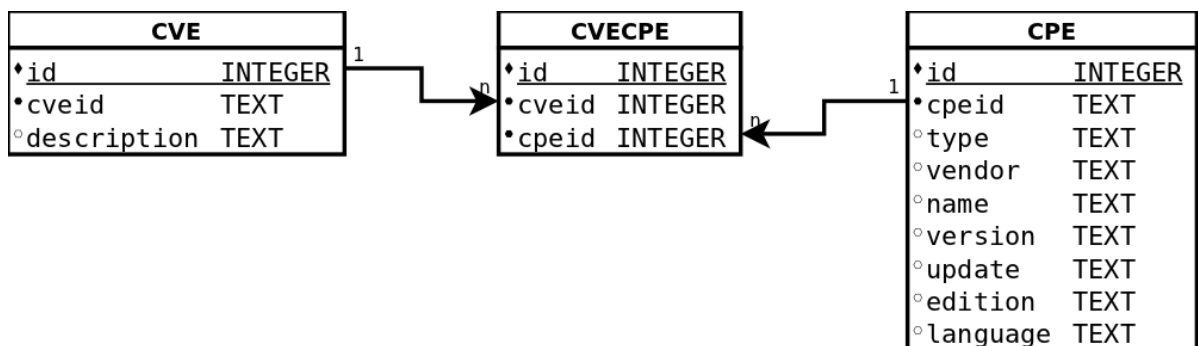 CVE
id INTEGER
cveid TEXT
description TEXT
1
n
CVECPE
id INTEGER
cveid INTEGER
cpeid INTEGER
n
1
CPE
id INTEGER
cpeid TEXT
type TEXT
vendor TEXT
name TEXT
version TEXT
update TEXT
edition TEXT
language TEXT